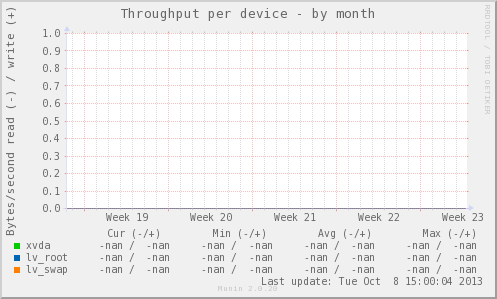 Throughput per device - by month
RRDTOOL / TOBI OETIKER
Bytes/second read (-) / write (+)
1.0
0.9
0.8
0.7
0.6
0.5
0.4
0.3
0.2
0.1
0.0
Week 19 Week 20 Week 21 Week 22 Week 23
Cur (-/+) Min (-/+) Avg (-/+) Max (-/+)
xvda -nan / -nan -nan / -nan -nan / -nan -nan / -nan
lv_root -nan / -nan -nan / -nan -nan / -nan -nan / -nan
lv_swap -nan / -nan -nan / -nan -nan / -nan -nan / -nan
Last update: Tue Oct 8 15:00:04 2013
Munin 2.0.20